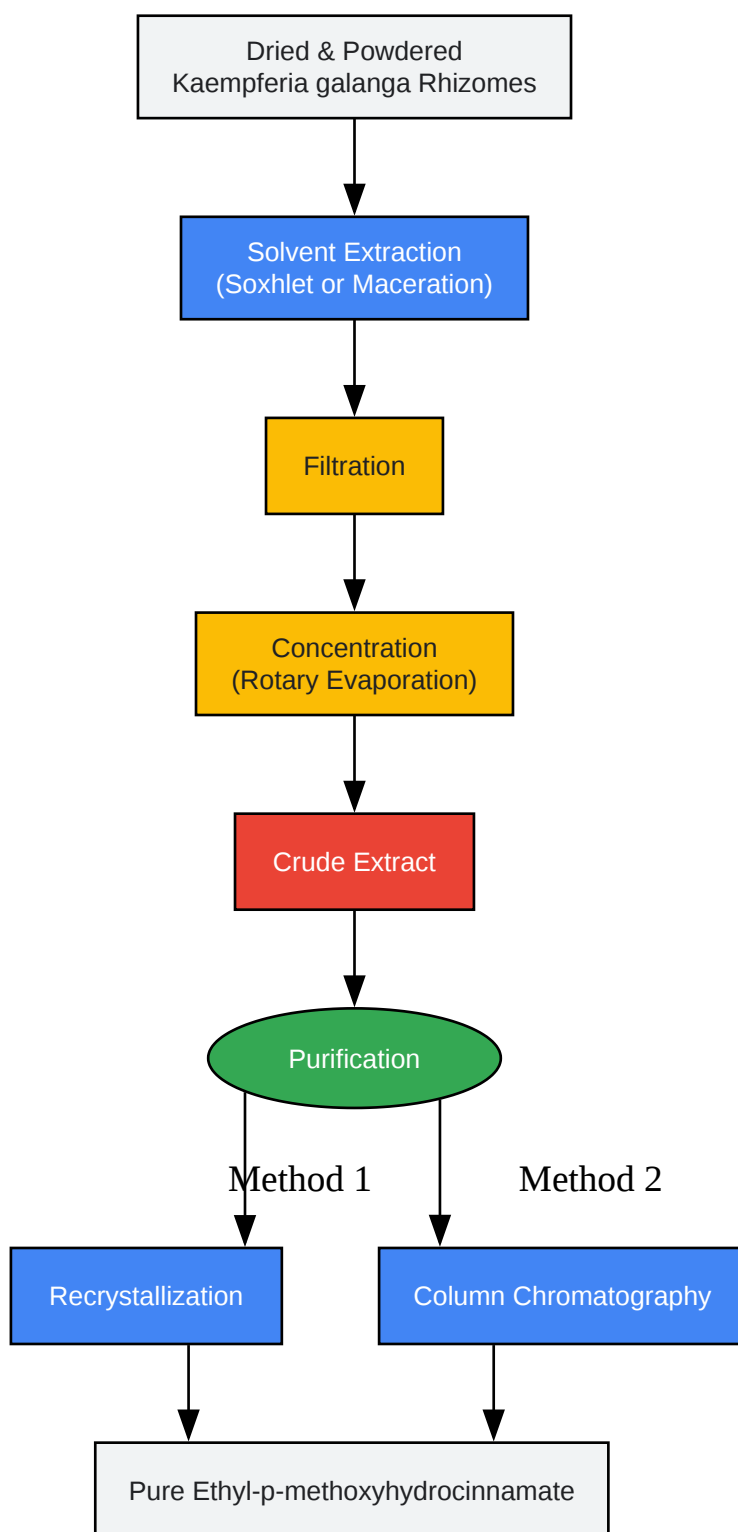 Dried & Powdered
Kaempferia galanga Rhizomes
Solvent Extraction
(Soxhlet or Maceration)
Filtration
Concentration
(Rotary Evaporation)
Crude Extract
Purification
Method 1
Method 2
Recrystallization
Column Chromatography
Pure Ethyl-p-methoxyhydrocinnamate